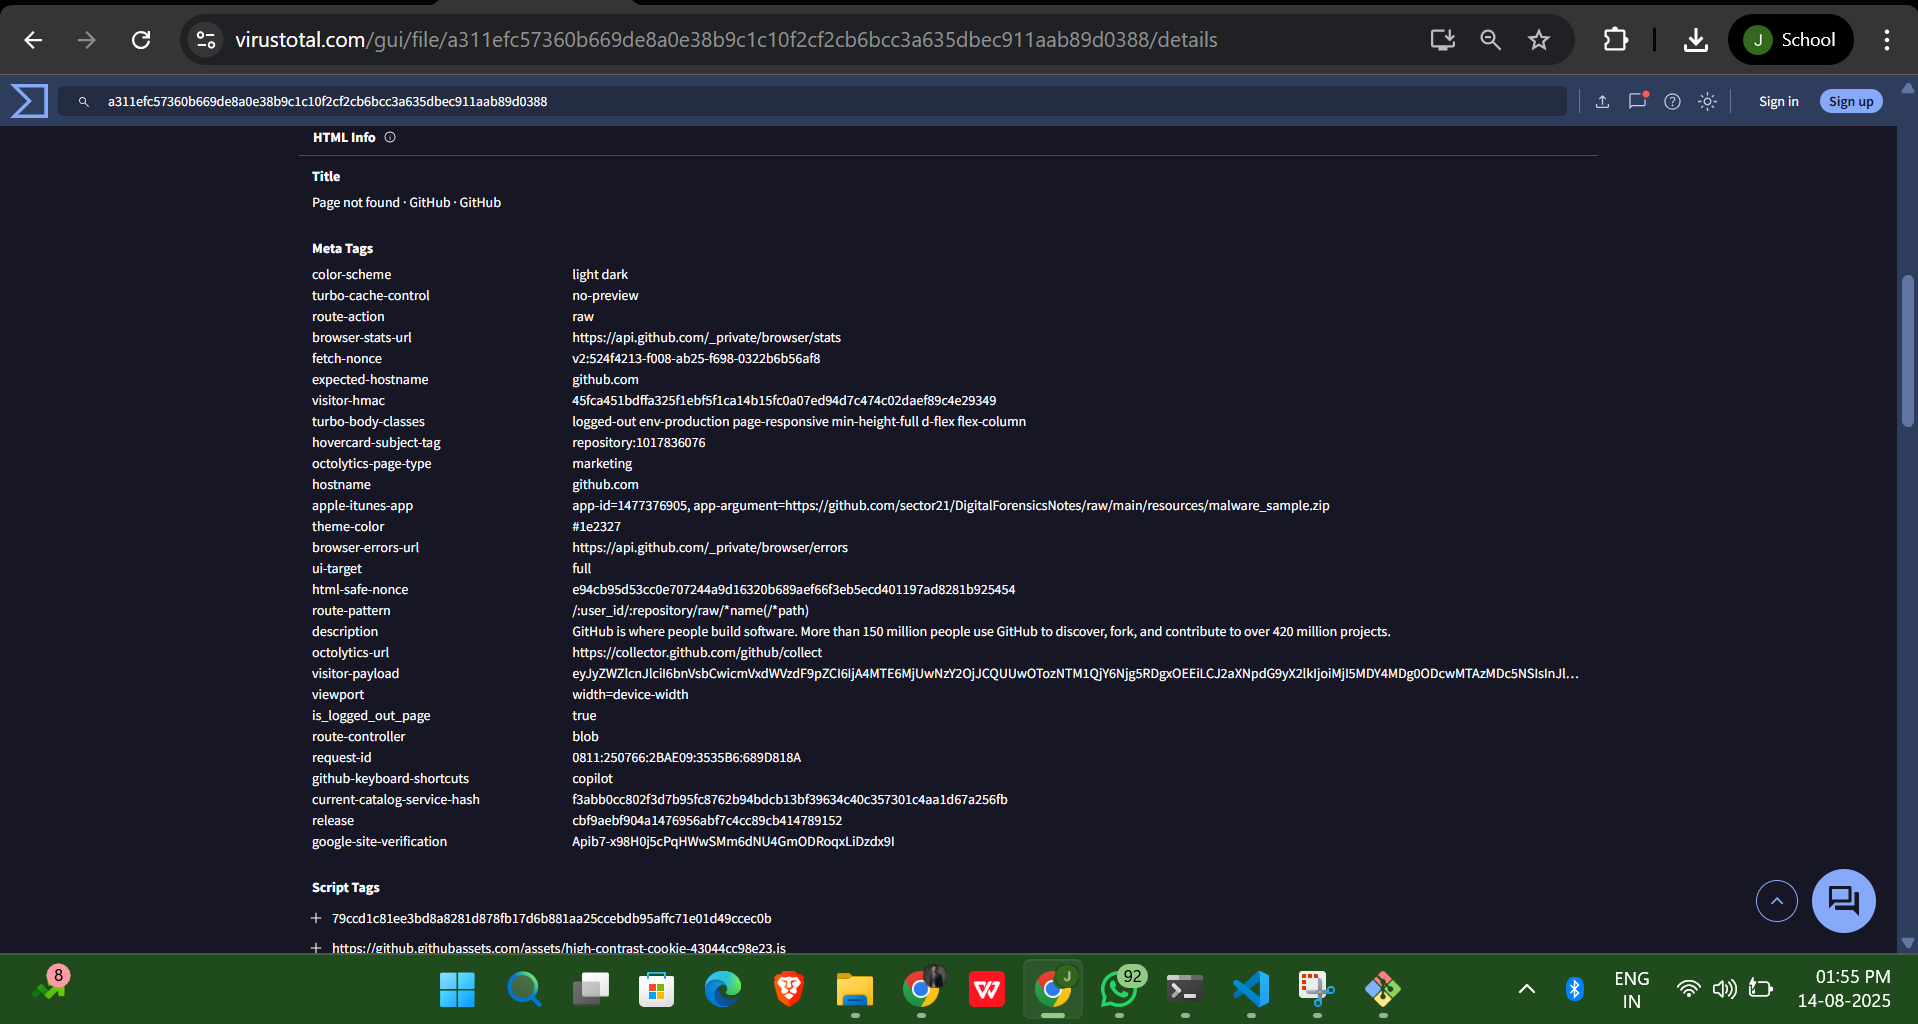 virustotal.com/gui/file/a311efc57360b669de8a0e38b9c1c10f2cf2cb6bcc3a635dbec911aab89d0388/details
J School
a311efc57360b669de8a0e38b9c1c10f2cf2cb6bcc3a635dbec911aab89d0388
Sign in
Sign up
HTML Info
Title
Page not found · GitHub · GitHub
Meta Tags
color-scheme light dark
turbo-cache-control no-preview
route-action raw
browser-stats-url https://api.github.com/_private/browser/stats
fetch-nonce v2:524f4213-f008-ab25-f698-0322b6b56af8
expected-hostname github.com
visitor-hmac 45fca451bdffa325f1ebf5f1ca14b15fc0a07ed94d7c474c02daef89c4e29349
turbo-body-classes logged-out env-production page-responsive min-height-full d-flex flex-column
hovercard-subject-tag repository:1017836076
octolytics-page-type marketing
hostname github.com
apple-itunes-app app-id=1477376905, app-argument=https://github.com/sector21/DigitalForensicsNotes/raw/main/resources/malware_sample.zip
theme-color #1e2327
browser-errors-url https://api.github.com/_private/browser/errors
ui-target full
html-safe-nonce e94cb95d53cc0e707244a9d16320b689aef66f3eb5ecd401197ad8281b925454
route-pattern /:user_id/:repository/raw/*name(/*path)
description GitHub is where people build software. More than 150 million people use GitHub to discover, fork, and contribute to over 420 million projects.
octolytics-url https://collector.github.com/github/collect
visitor-payload eyJyZWZlcnJlciI6bnVsbCwicmVxdWVzdF9pZCI6IjA4MTE6MjUwNzY2OjJCQUUwOTozNTM1QjY6Njg5RDgxOEEiLCJ2aXNpdG9yX2lkIjoiMjI5MDY4MDg0ODcwMTAzMDc5NSIsInJl…
viewport width=device-width
is_logged_out_page true
route-controller blob
request-id 0811:250766:2BAE09:3535B6:689D818A
github-keyboard-shortcuts copilot
current-catalog-service-hash f3abb0cc802f3d7b95fc8762b94bdcb13bf39634c40c357301c4aa1d67a256fb
release cbf9aebf904a1476956abf7c4cc89cb414789152
google-site-verification Apib7-x98H0j5cPqHWwSMm6dNU4GmODRoqxLiDzdx9I
Script Tags
79ccd1c81ee3bd8a8281d878fb17d6b881aa25ccebdb95affc71e01d49ccec0b
https://github.githubassets.com/assets/high-contrast-cookie-43044cc98e23.js
8
J
92
ENG
IN
01:55 PM
14-08-2025